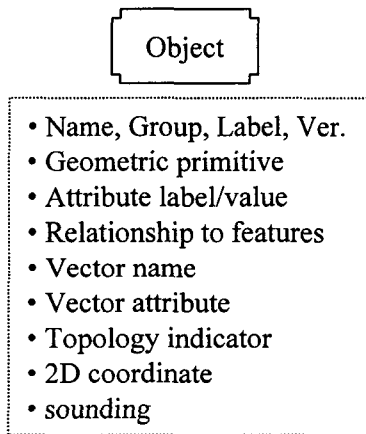 Object
• Name, Group, Label, Ver.
• Geometric primitive
• Attribute label/value
• Relationship to features
• Vector name
• Vector attribute
• Topology indicator
• 2D coordinate
• sounding